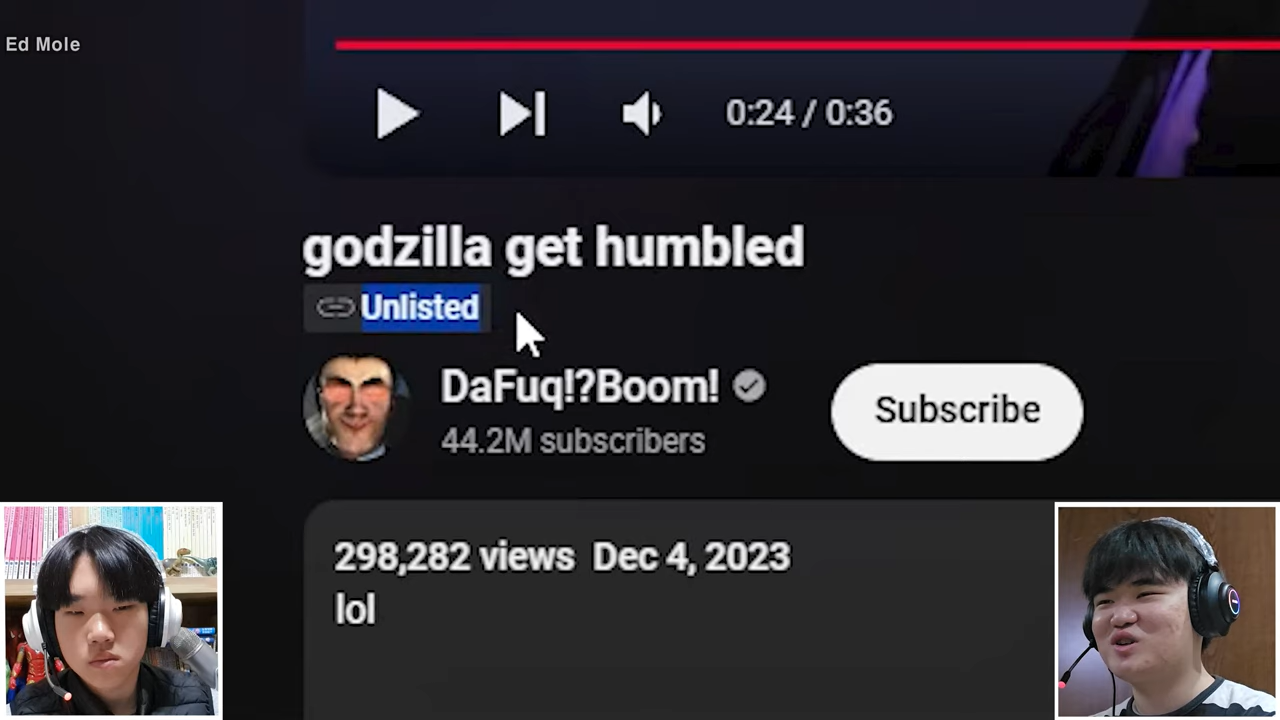 Ed Mole
0:24 / 0:36
godzilla get humbled
Unlisted
DaFuq!?Boom!
44.2M subscribers
Subscribe
298,282 views Dec 4, 2023
lol